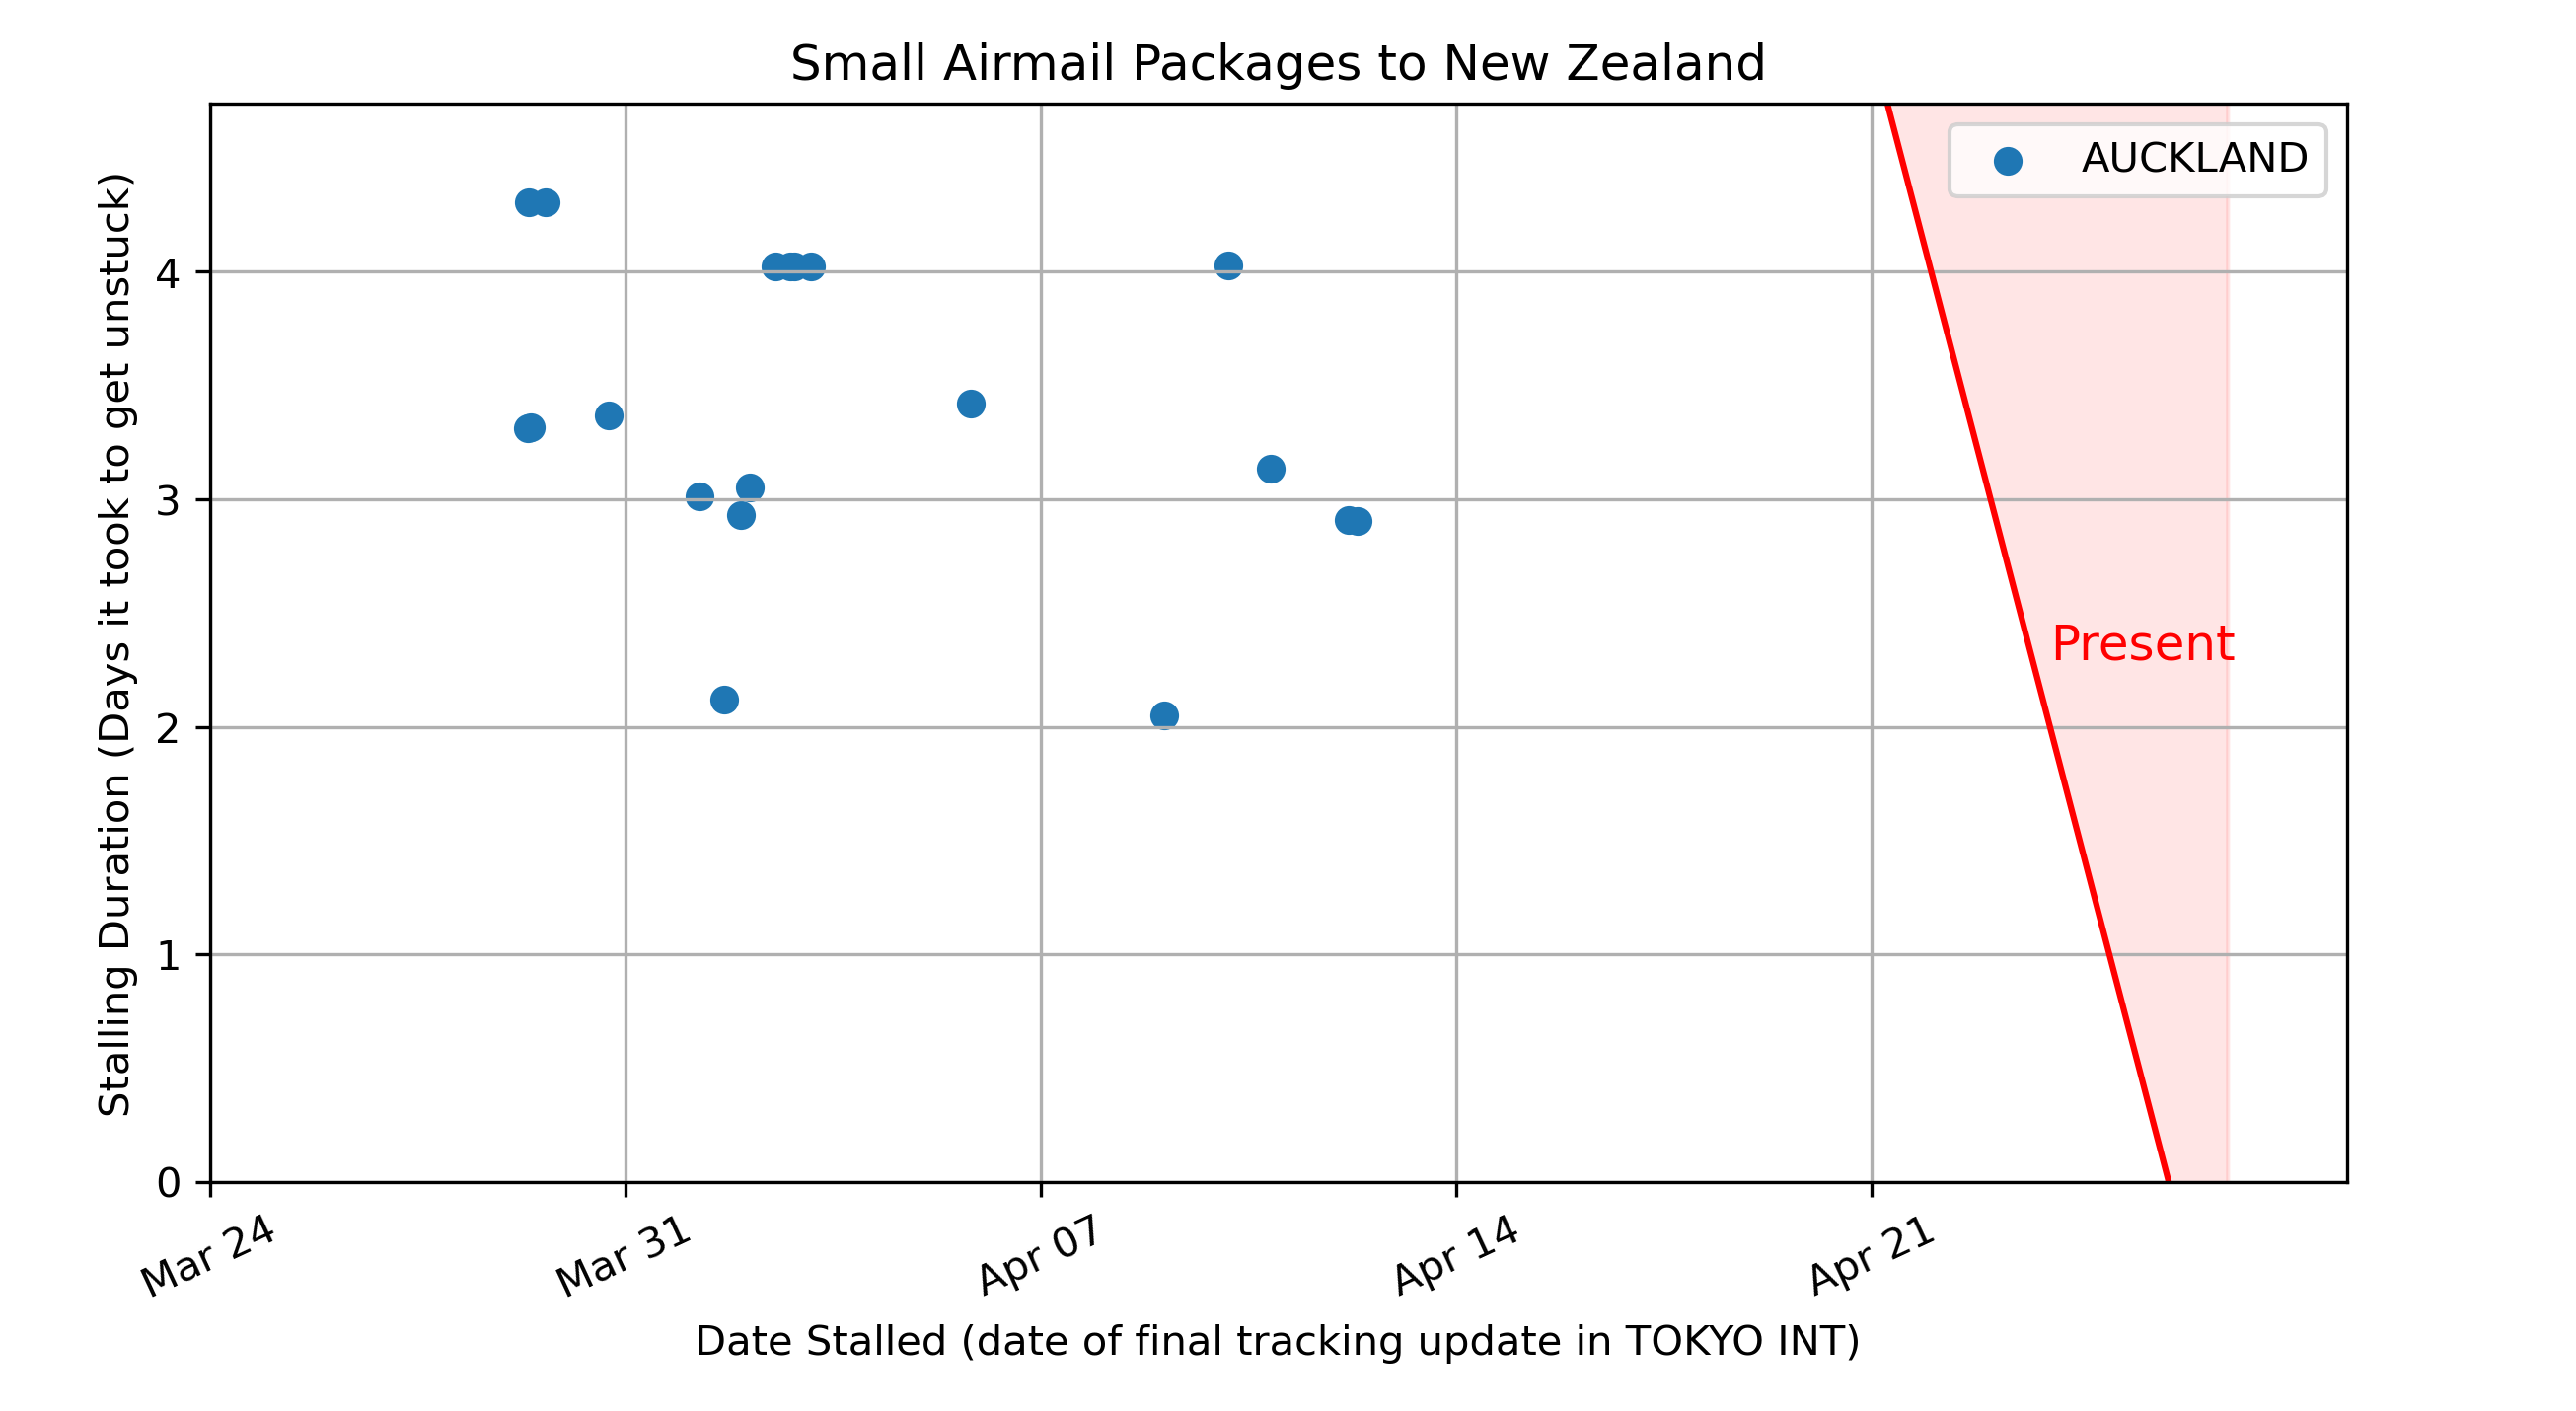 Small Airmail Packages to New Zealand
AUCKLAND
Stalling Duration (Days it took to get unstuck)
4
3
2
1
0
Present
Mar 24
Mar 31
Apr 07
Apr 14
Apr 21
Date Stalled (date of final tracking update in TOKYO INT)